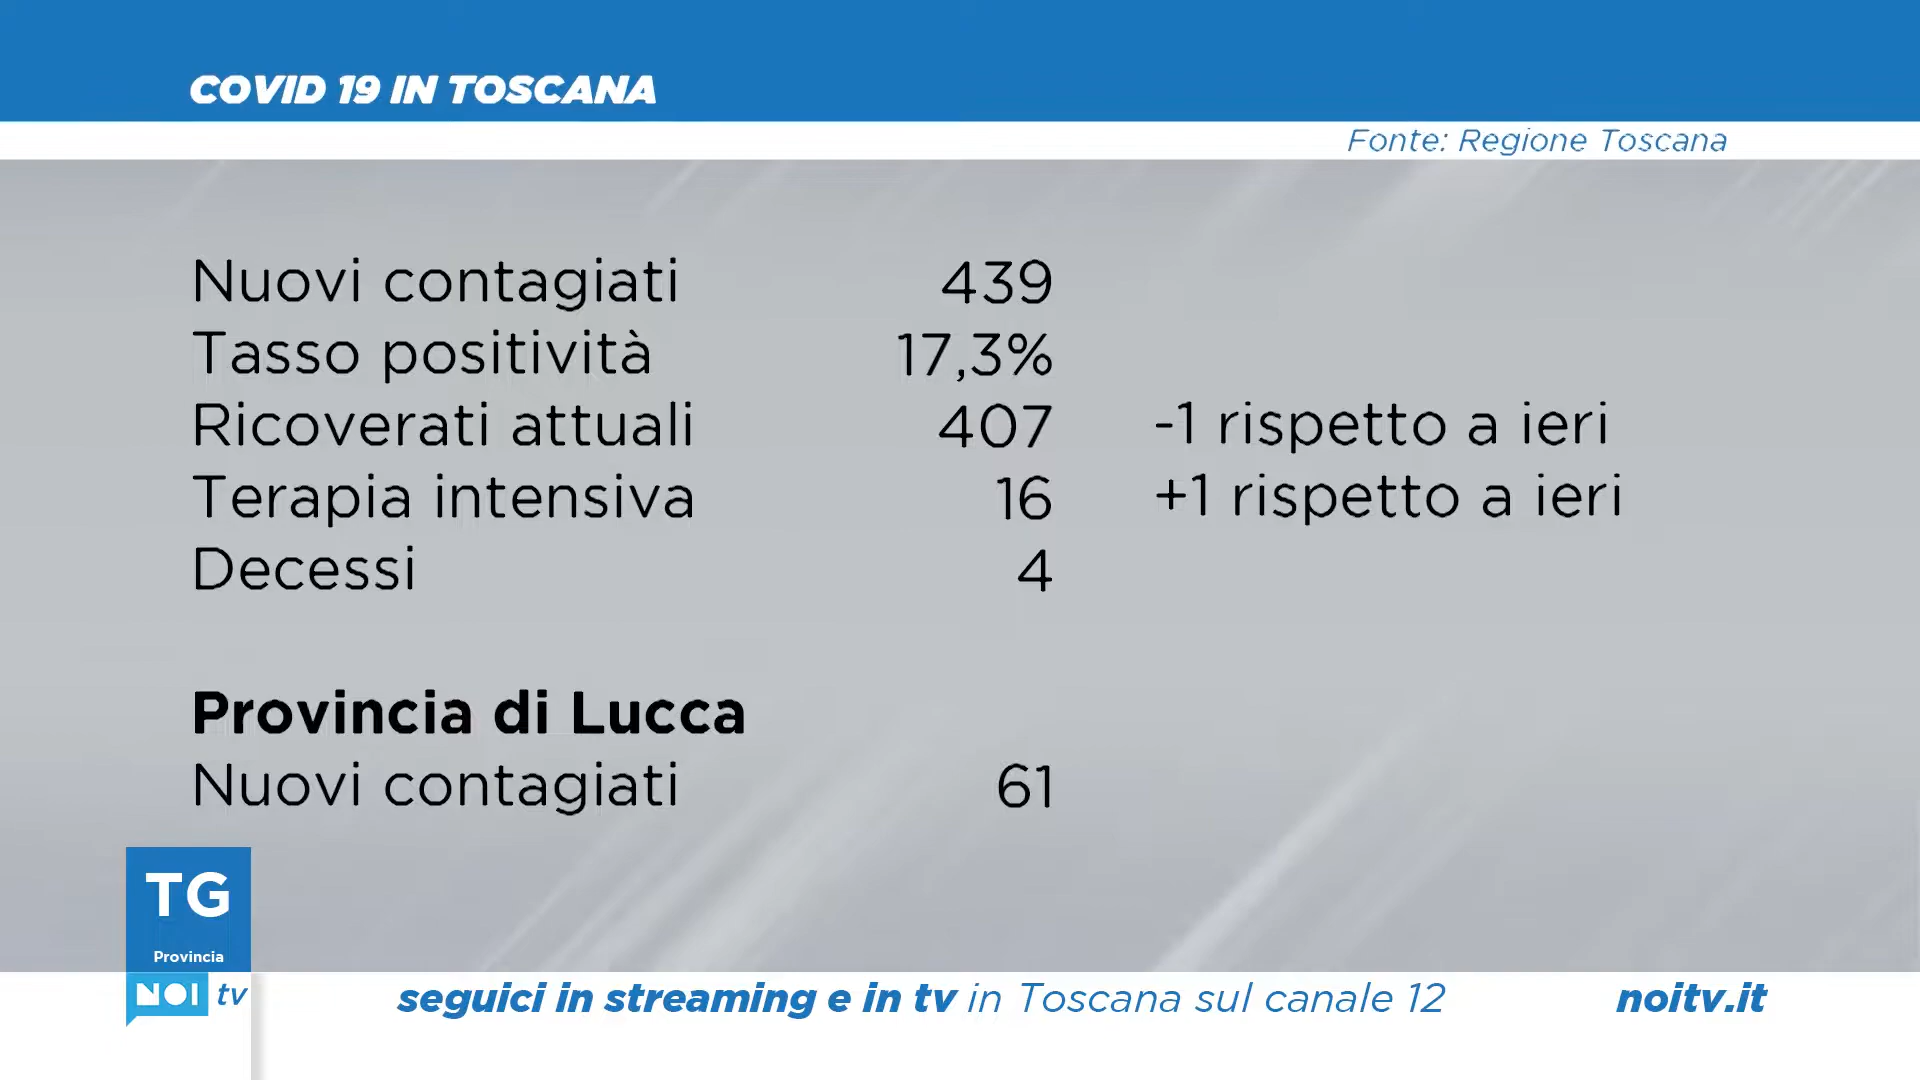 COVID 19 IN TOSCANA
Fonte: Regione Toscana
Nuovi contagiati 439
Tasso positività 17,3%
Ricoverati attuali 407 -1 rispetto a ieri
Terapia intensiva 16 +1 rispetto a ieri
Decessi 4
Provincia di Lucca
Nuovi contagiati 61
TG
Provincia
NOI tv
seguici in streaming e in tv in Toscana sul canale 12 noitv.it